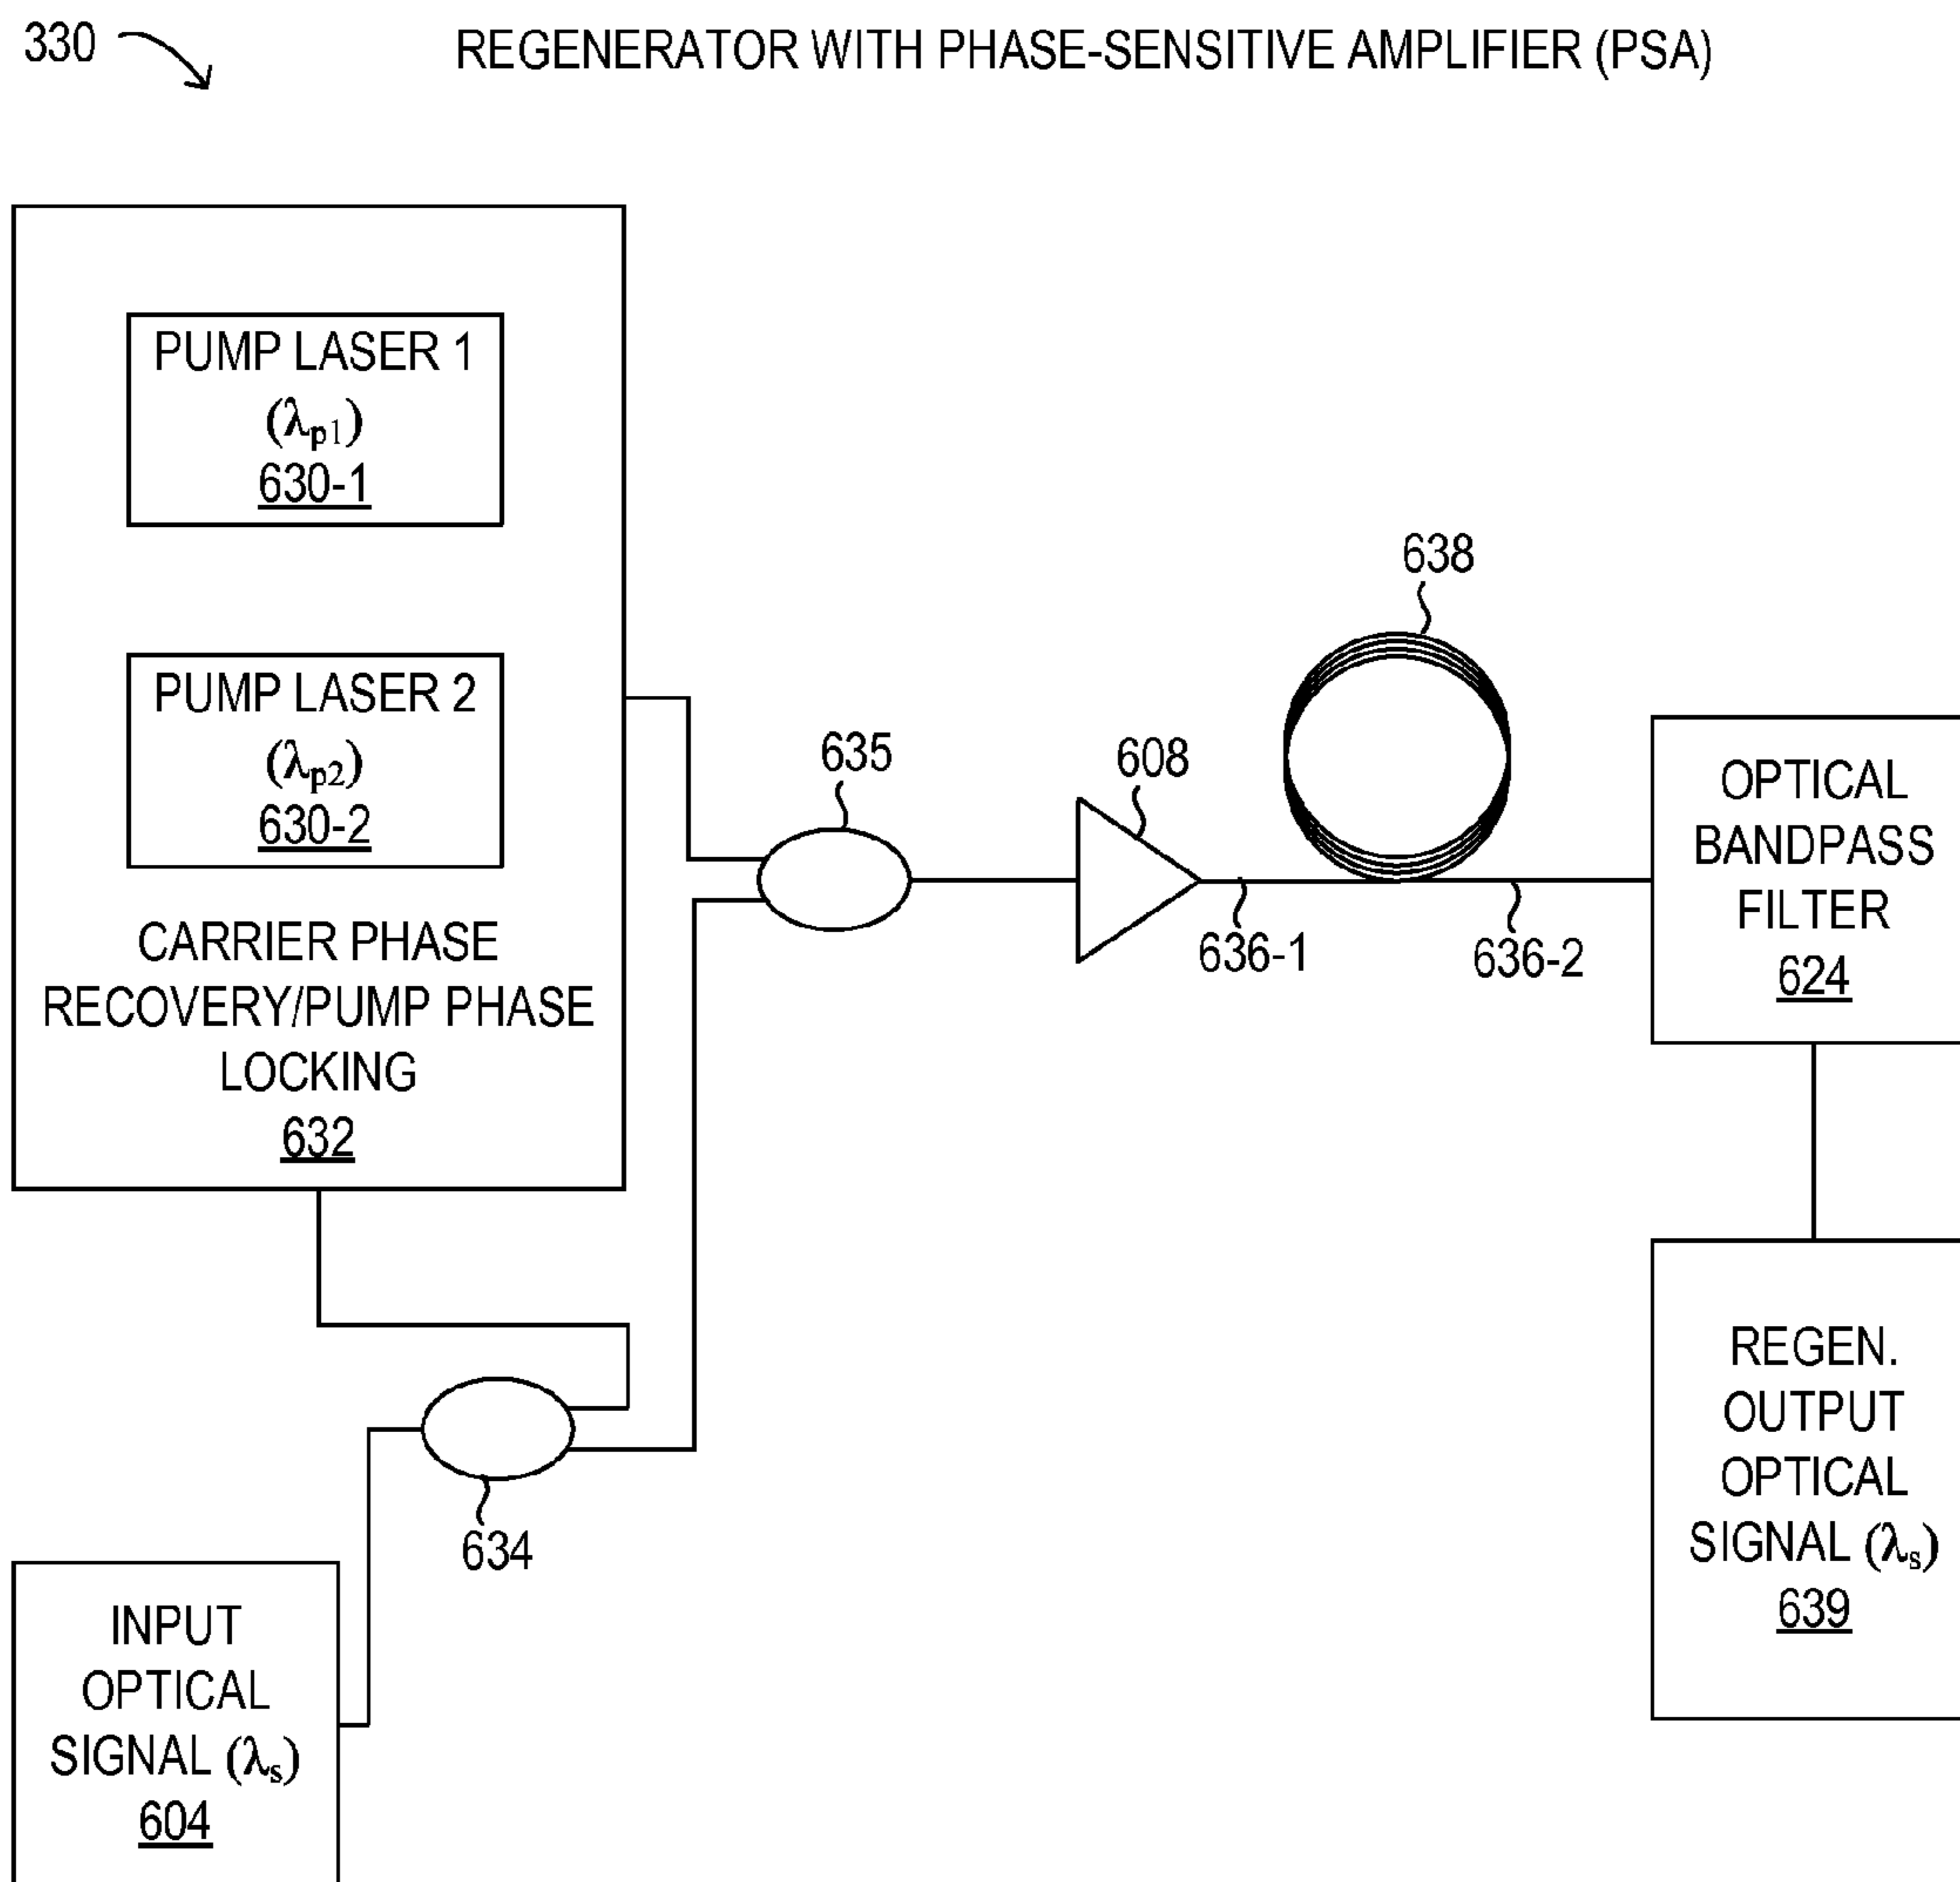 330
REGENERATOR WITH PHASE-SENSITIVE AMPLIFIER (PSA)
PUMP LASER 1
(λp1)
630-1
PUMP LASER 2
(λp2)
630-2
CARRIER PHASE
RECOVERY/PUMP PHASE
LOCKING
632
635
608
638
636-1
636-2
OPTICAL
BANDPASS
FILTER
624
634
INPUT
OPTICAL
SIGNAL (λs)
604
REGEN.
OUTPUT
OPTICAL
SIGNAL (λs)
639